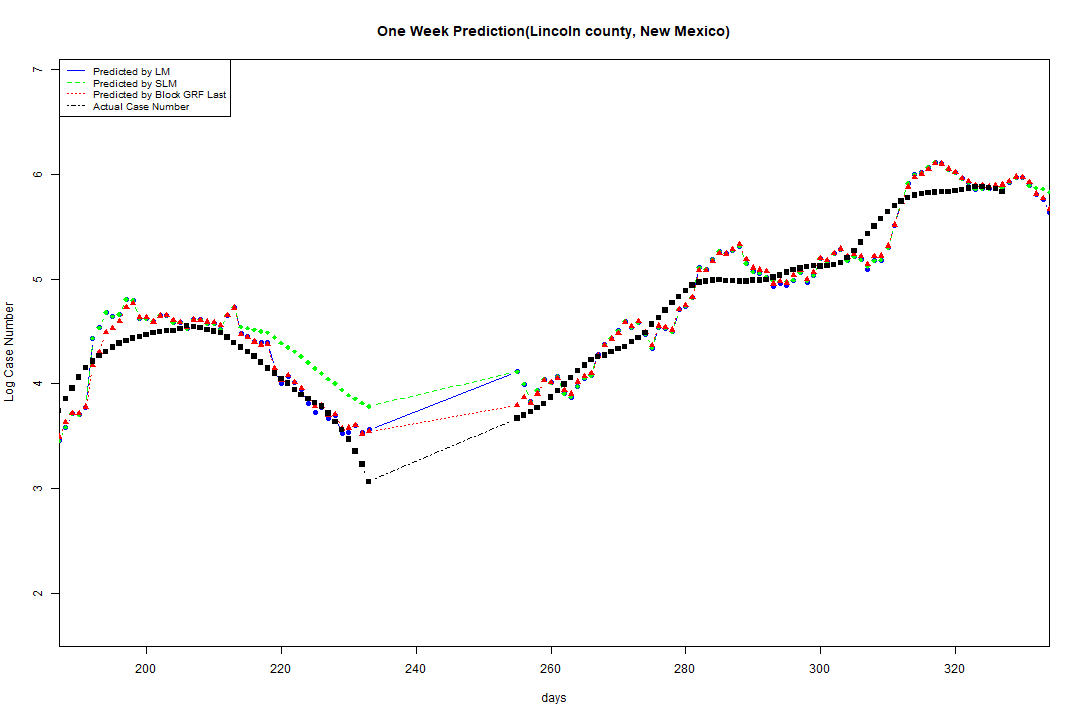 One Week Prediction(Lincoln county, New Mexico)
Predicted by LM
Predicted by SLM
Predicted by Block GRF Last
Actual Case Number
7
6
5
4
3
2
Log Case Number
200 220 240 260 280 300 320
days